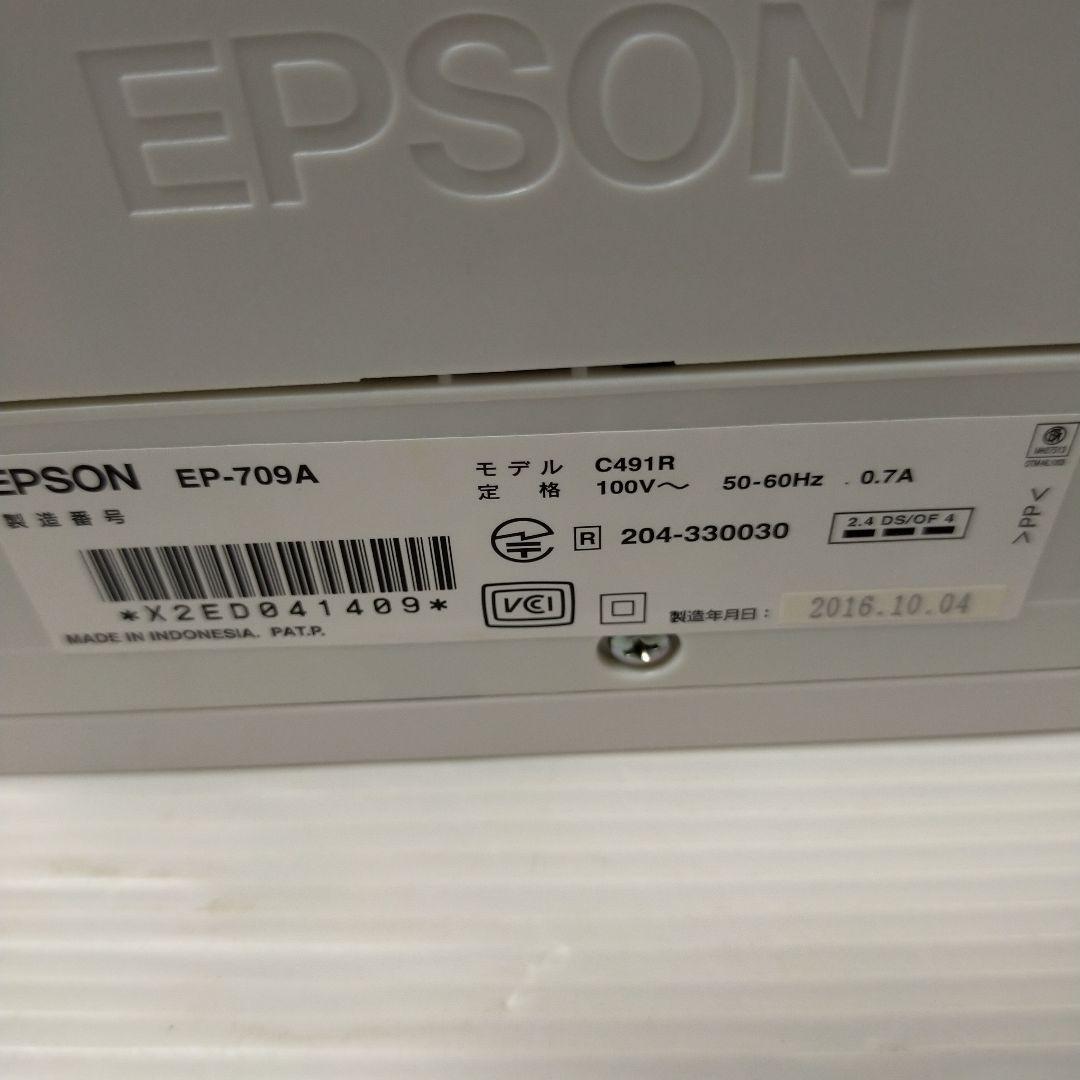 EPSON
EPSON EP-709A
モデル C491R
定格 100V～ 50-60Hz 0.7A
製造番号
R 204-330030
2.4 DS/OF 4
>PP<
*X2ED041409*
VCI
製造年月日： 2016.10.04
MADE IN INDONESIA. PAT.P.